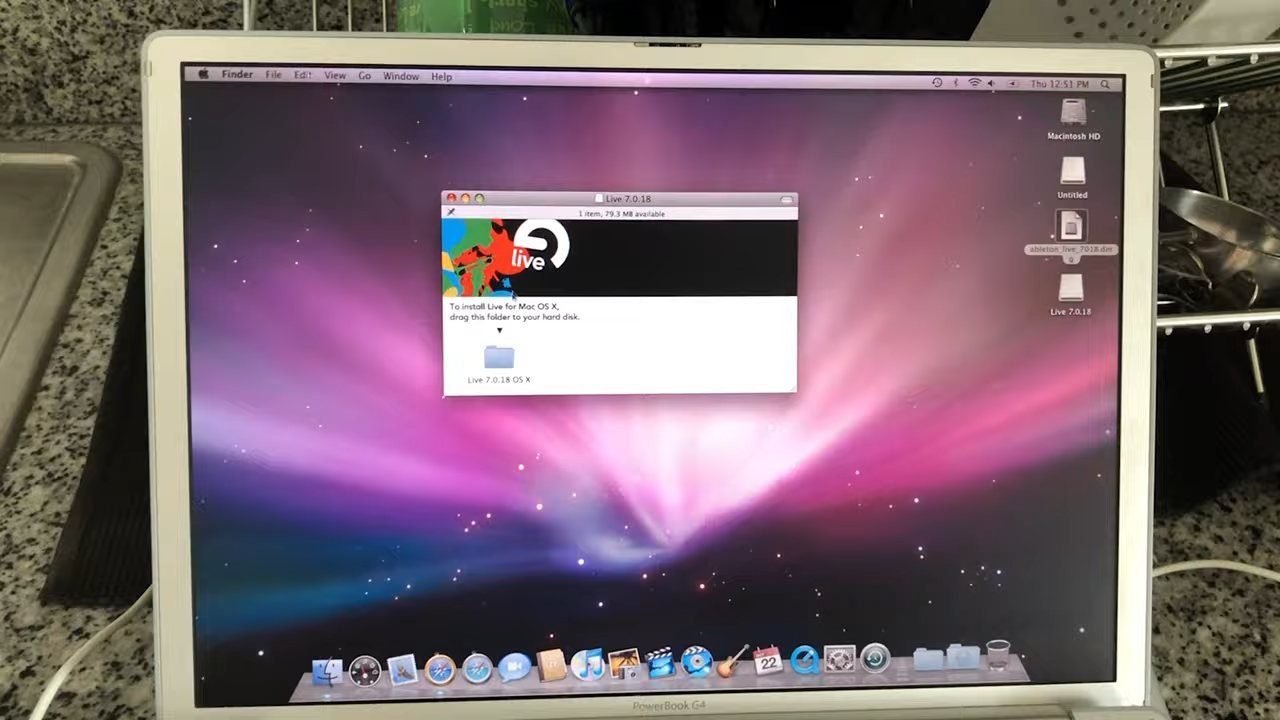 Finder File Edit View Go Window Help
Thu 12:51 PM
Macintosh HD
Untitled
ableton_live_7018.dm
g
Live 7.0.18
Live 7.0.18
1 item, 79.3 MB available
live
To install Live for Mac OS X,
drag this folder to your hard disk.
Live 7.0.18 OS X
22
PowerBook G4